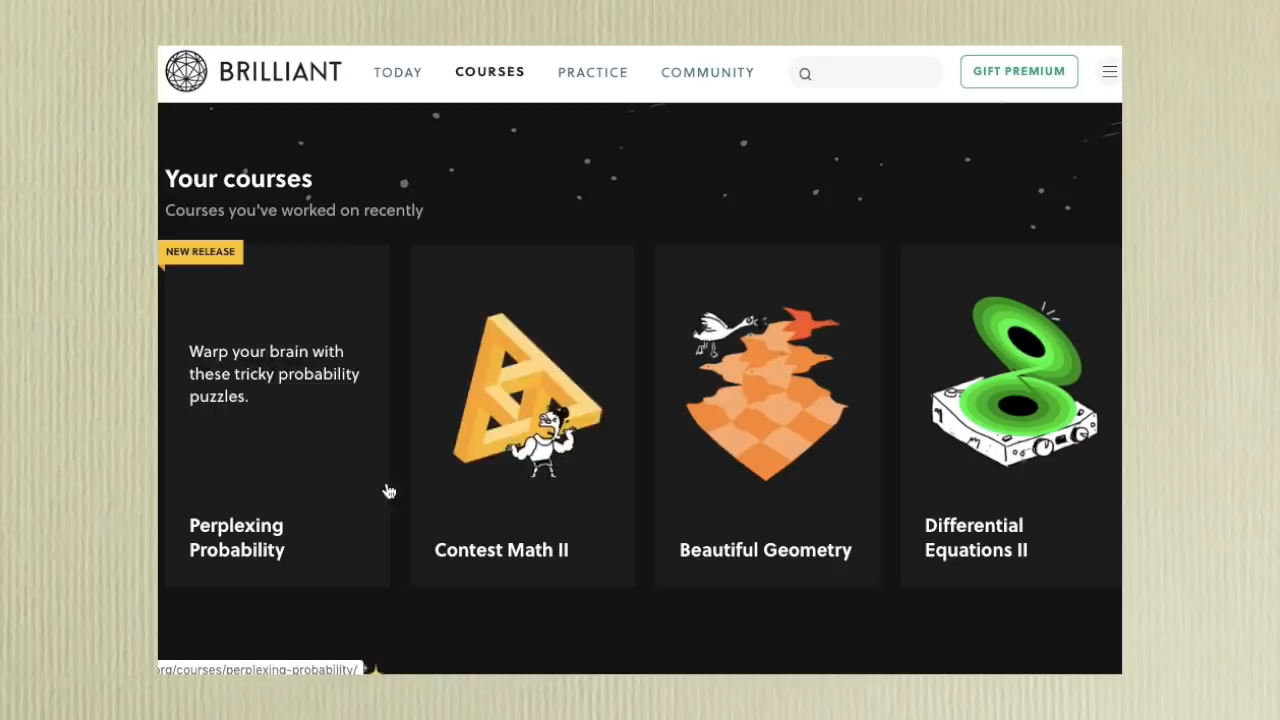 BRILLIANT
TODAY
COURSES
PRACTICE
COMMUNITY
GIFT PREMIUM
Your courses
Courses you've worked on recently
NEW RELEASE
Warp your brain with
these tricky probability
puzzles.
Perplexing
Probability
Contest Math II
Beautiful Geometry
Differential
Equations II
org/courses/perplexing-probability/